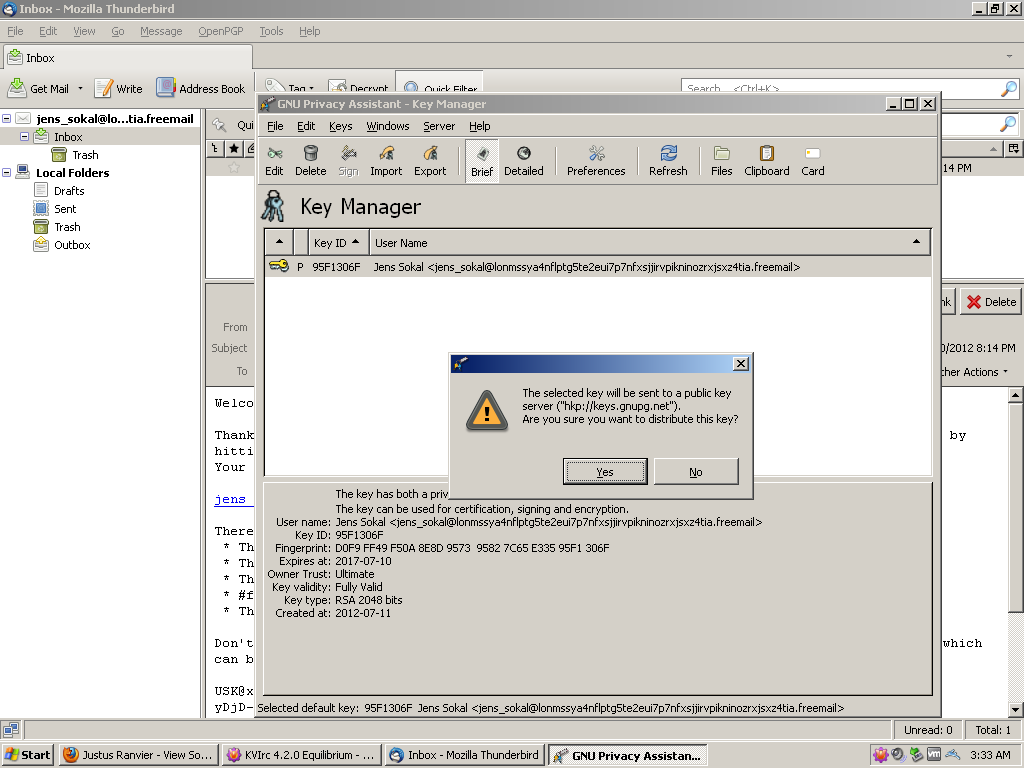 Inbox - Mozilla Thunderbird
File Edit View Go Message OpenPGP Tools Help
Inbox
Get Mail Write Address Book Tag Decrypt Quick Filter Search... <Ctrl+K>
jens_sokal@lo...tia.freemail
Inbox
Trash
Local Folders
Drafts
Sent
Trash
Outbox
Qui
14 PM
GNU Privacy Assistant - Key Manager
File Edit Keys Windows Server Help
Edit Delete Sign Import Export Brief Detailed Preferences Refresh Files Clipboard Card
Key Manager
Key ID User Name
P 95F1306F Jens Sokal <jens_sokal@lonmssya4nflptg5te2eui7p7nfxsjjirvpikninozrxjsxz4tia.freemail>
The selected key will be sent to a public key
server ("hkp://keys.gnupg.net").
Are you sure you want to distribute this key?
Yes No
The key has both a priv
The key can be used for certification, signing and encryption.
User name: Jens Sokal <jens_sokal@lonmssya4nflptg5te2eui7p7nfxsjjirvpikninozrxjsxz4tia.freemail>
Key ID: 95F1306F
Fingerprint: D0F9 FF49 F50A 8E8D 9573 9582 7C65 E335 95F1 306F
Expires at: 2017-07-10
Owner Trust: Ultimate
Key validity: Fully Valid
Key type: RSA 2048 bits
Created at: 2012-07-11
Selected default key: 95F1306F Jens Sokal <jens_sokal@lonmssya4nflptg5te2eui7p7nfxsjjirvpikninozrxjsxz4tia.freemail>
nk Delete
From
Subject 0/2012 8:14 PM
To ther Actions
Welco
Thank by
hitti
Your
jens_
There
* Th
* Th
* Th
* #f
* Th
Don't which
can b
USK@x
yDjD-
Unread: 0 Total: 1
Start Justus Ranvier - View So... KVIrc 4.2.0 Equilibrium - ... Inbox - Mozilla Thunderbird GNU Privacy Assistan... 3:33 AM